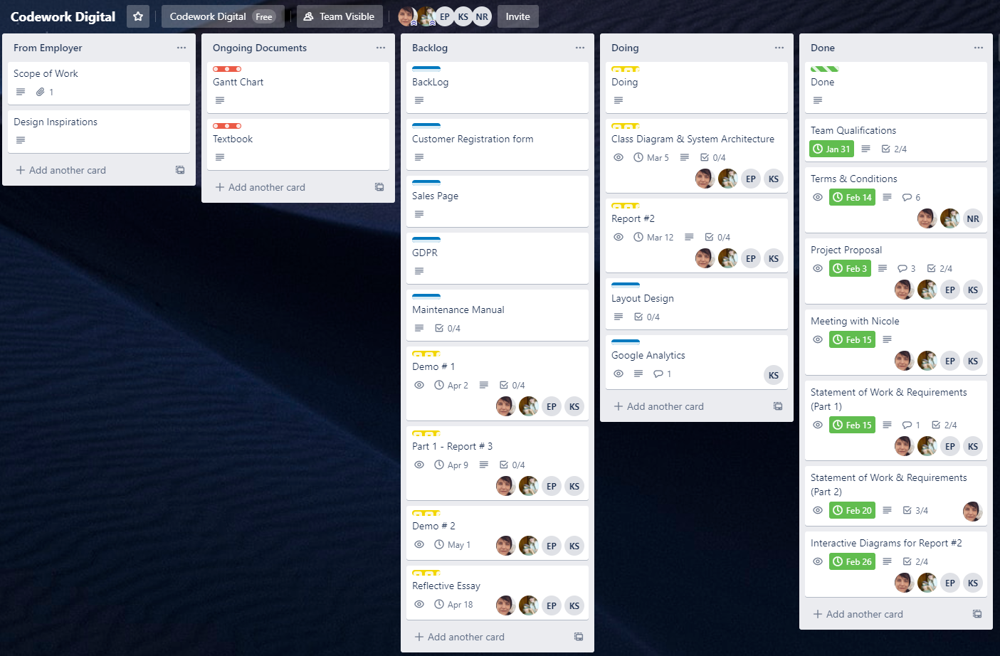 Codework Digital
Codework Digital Free
Team Visible
EP KS NR
Invite
From Employer
Scope of Work
1
Design Inspirations
Add another card
Ongoing Documents
Gantt Chart
Textbook
Add another card
Backlog
BackLog
Customer Registration form
Sales Page
GDPR
Maintenance Manual
0/4
Demo # 1
Apr 2 0/4
EP KS
Part 1 - Report # 3
Apr 9 0/4
EP KS
Demo # 2
May 1 EP KS
Reflective Essay
Apr 18 EP KS
Add another card
Doing
Doing
Class Diagram & System Architecture
Mar 5 0/4
EP KS
Report #2
Mar 12 0/4
EP KS
Layout Design
0/4
Google Analytics
1 KS
Add another card
Done
Done
Team Qualifications
Jan 31 2/4
Terms & Conditions
Feb 14 6
NR
Project Proposal
Feb 3 3 2/4
EP KS
Meeting with Nicole
Feb 15
EP KS
Statement of Work & Requirements
(Part 1)
Feb 15 1 2/4
EP KS
Statement of Work & Requirements
(Part 2)
Feb 20 3/4
Interactive Diagrams for Report #2
Feb 26 2/4
EP KS
Add another card